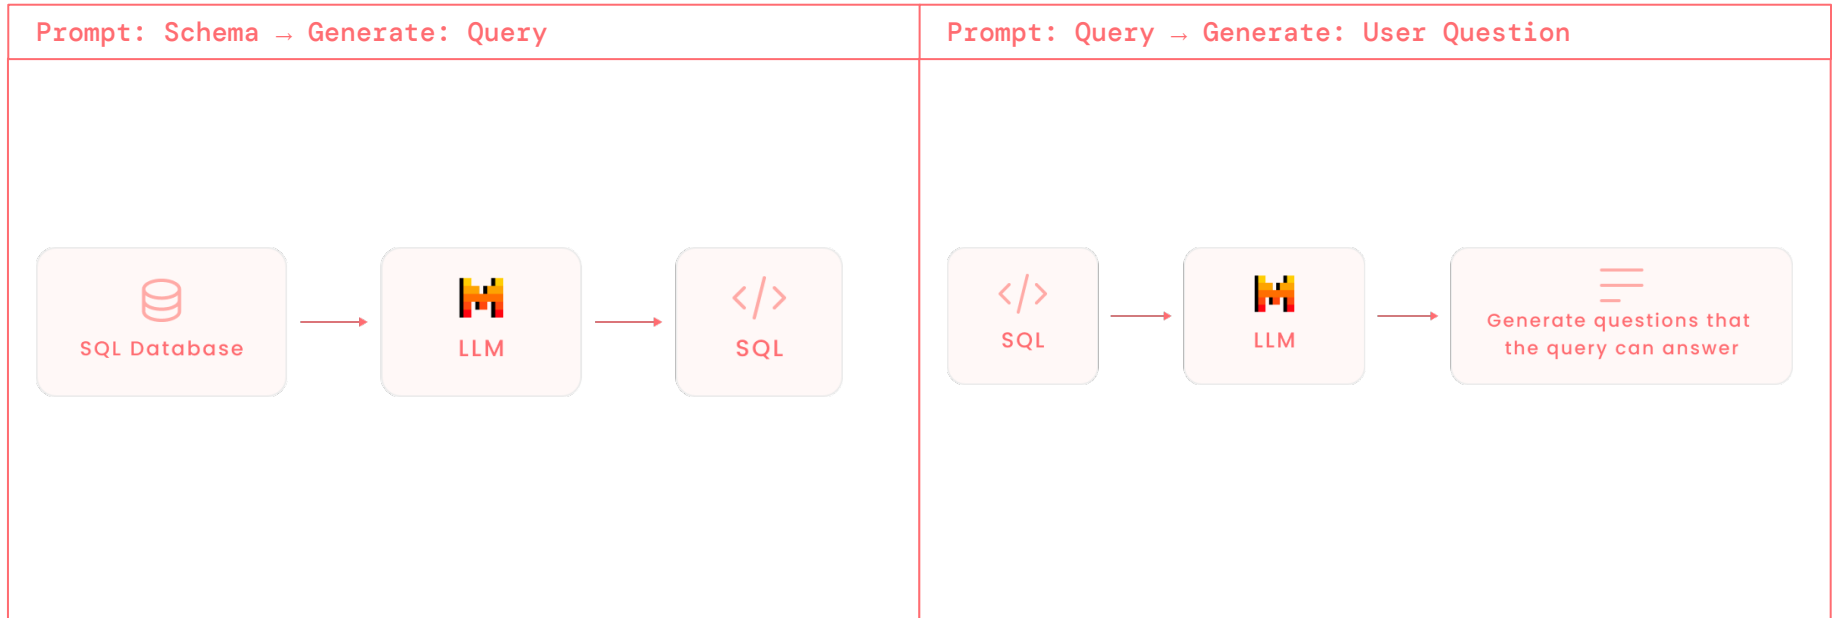 Prompt: Schema → Generate: Query
Prompt: Query → Generate: User Question
SQL Database
LLM
SQL
SQL
LLM
Generate questions that
the query can answer